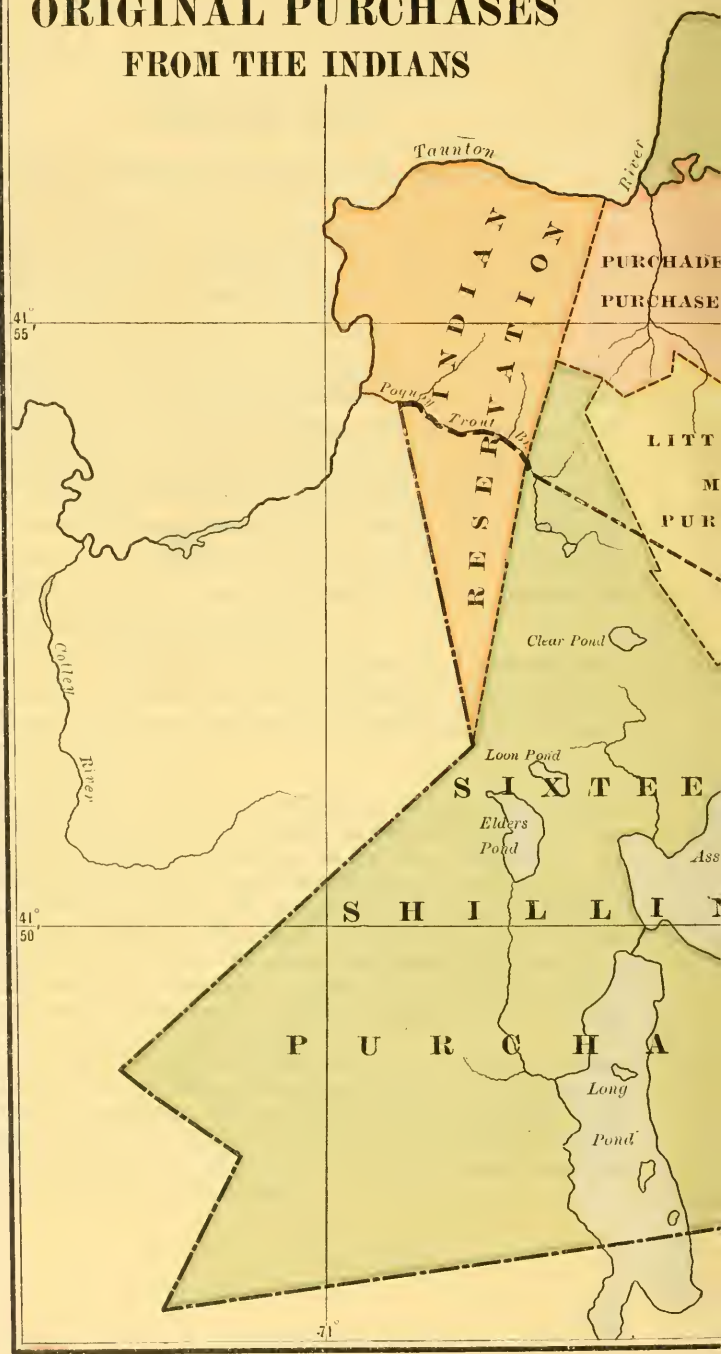 ORIGINAL PURCHASES
FROM THE INDIANS
Taunton
River
INDIAN
RESERVATION
PURCHADE
PURCHASE
41°
55'
Poquoy
Trout Br.
LITT
M
PUR
Clear Pond
Cotley
River
Loon Pond
SIXTEE
Elders
Pond
Ass
41°
50'
SHILLIN
PURCHA
Long
Pond
-71°